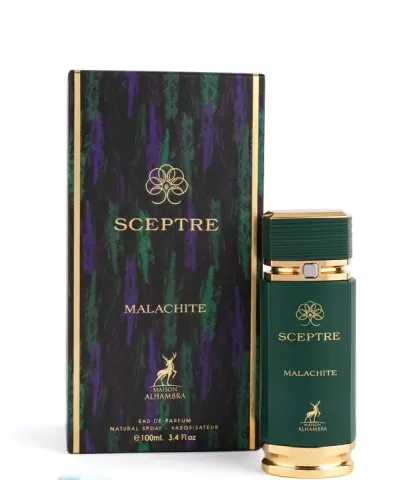 SCEPTRE
MALACHITE
MAISON
ALHAMBRA
EAU DE PARFUM
NATURAL SPRAY - VAPORISATEUR
℮100ml. 3.4 fl.oz
SCEPTRE
MALACHITE
MAISON
ALHAMBRA